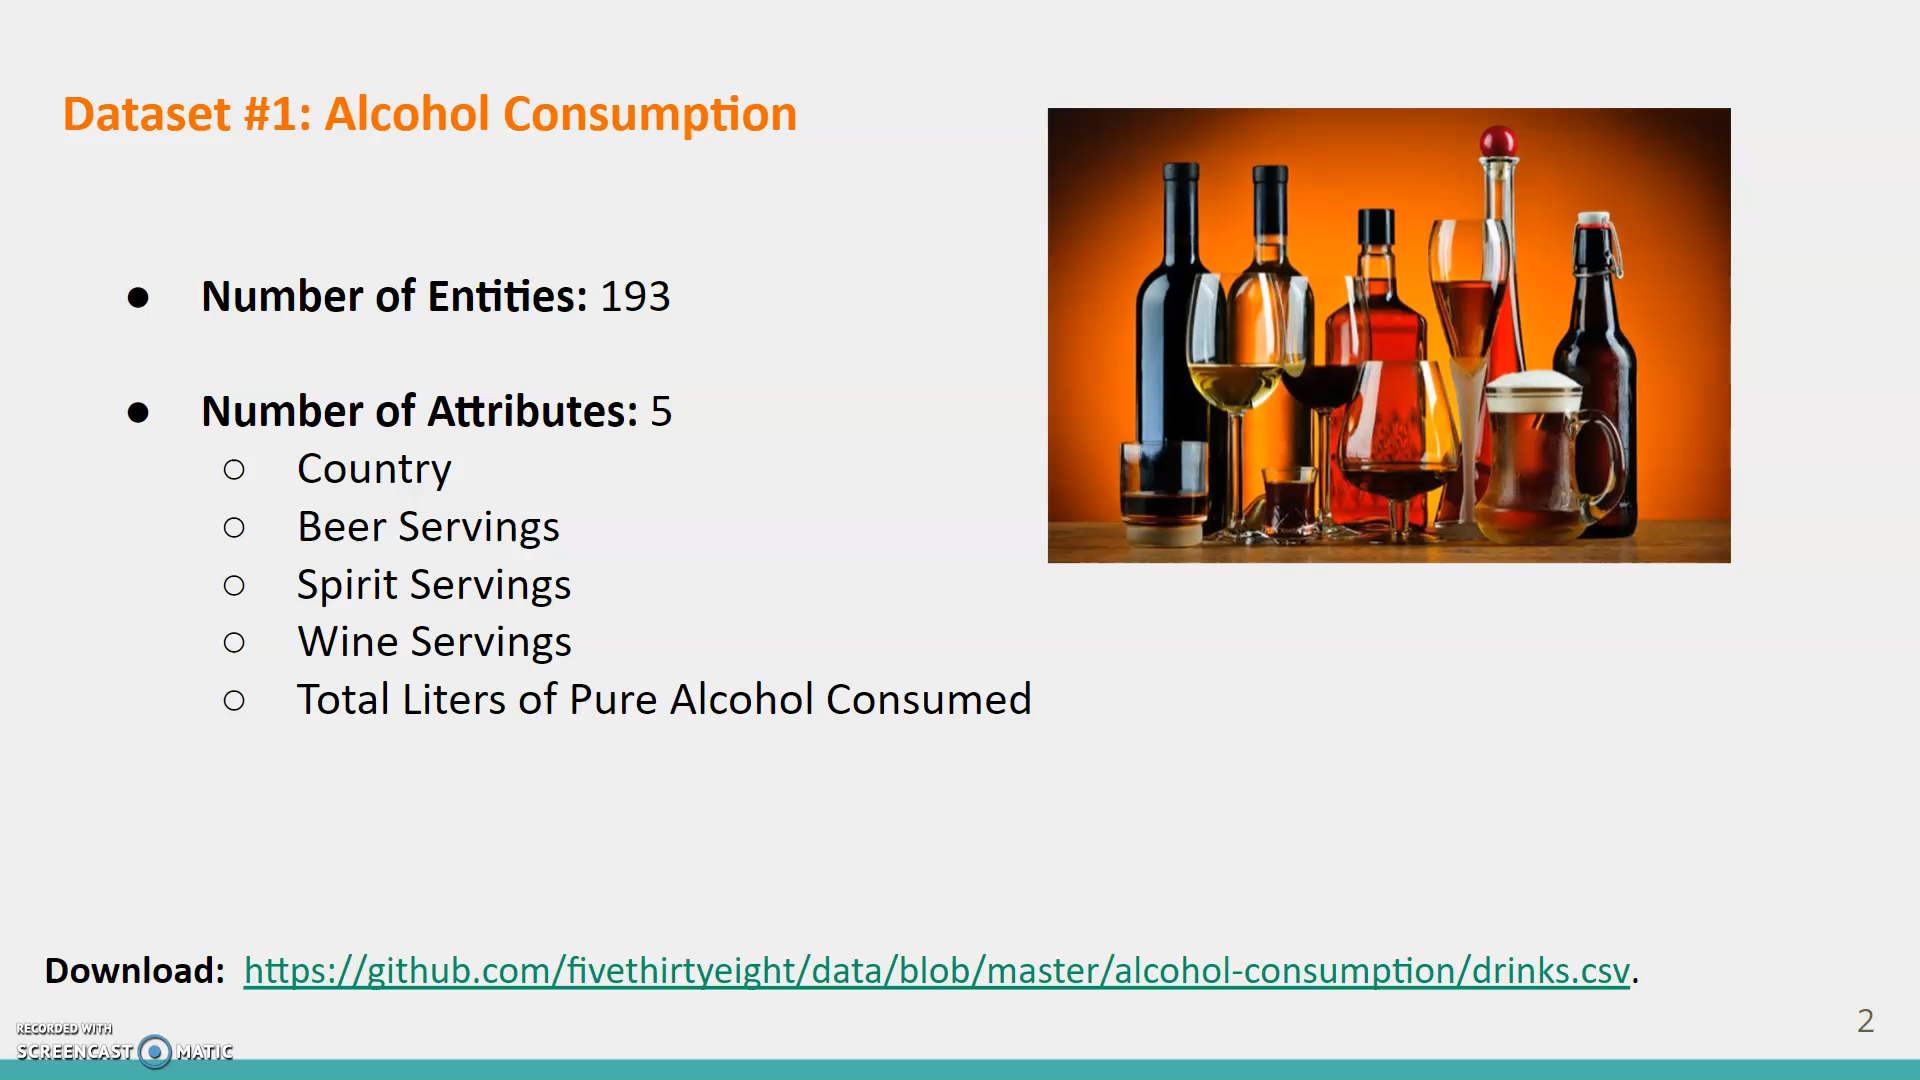 Dataset #1: Alcohol Consumption
● Number of Entities: 193
● Number of Attributes: 5
○ Country
○ Beer Servings
○ Spirit Servings
○ Wine Servings
○ Total Liters of Pure Alcohol Consumed
Download: https://github.com/fivethirtyeight/data/blob/master/alcohol-consumption/drinks.csv.
2
RECORDED WITH
SCREENCAST MATIC